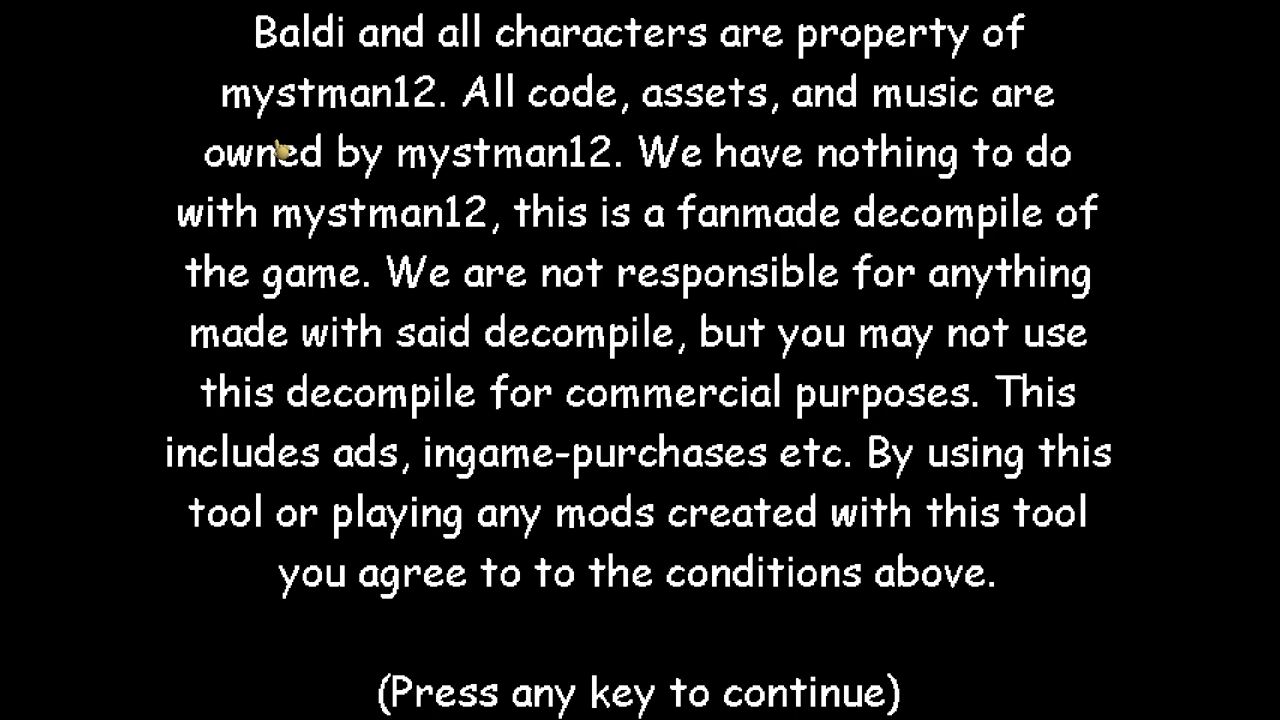 Baldi and all characters are property of
mystman12. All code, assets, and music are
owned by mystman12. We have nothing to do
with mystman12, this is a fanmade decompile of
the game. We are not responsible for anything
made with said decompile, but you may not use
this decompile for commercial purposes. This
includes ads, ingame-purchases etc. By using this
tool or playing any mods created with this tool
you agree to to the conditions above.
(Press any key to continue)